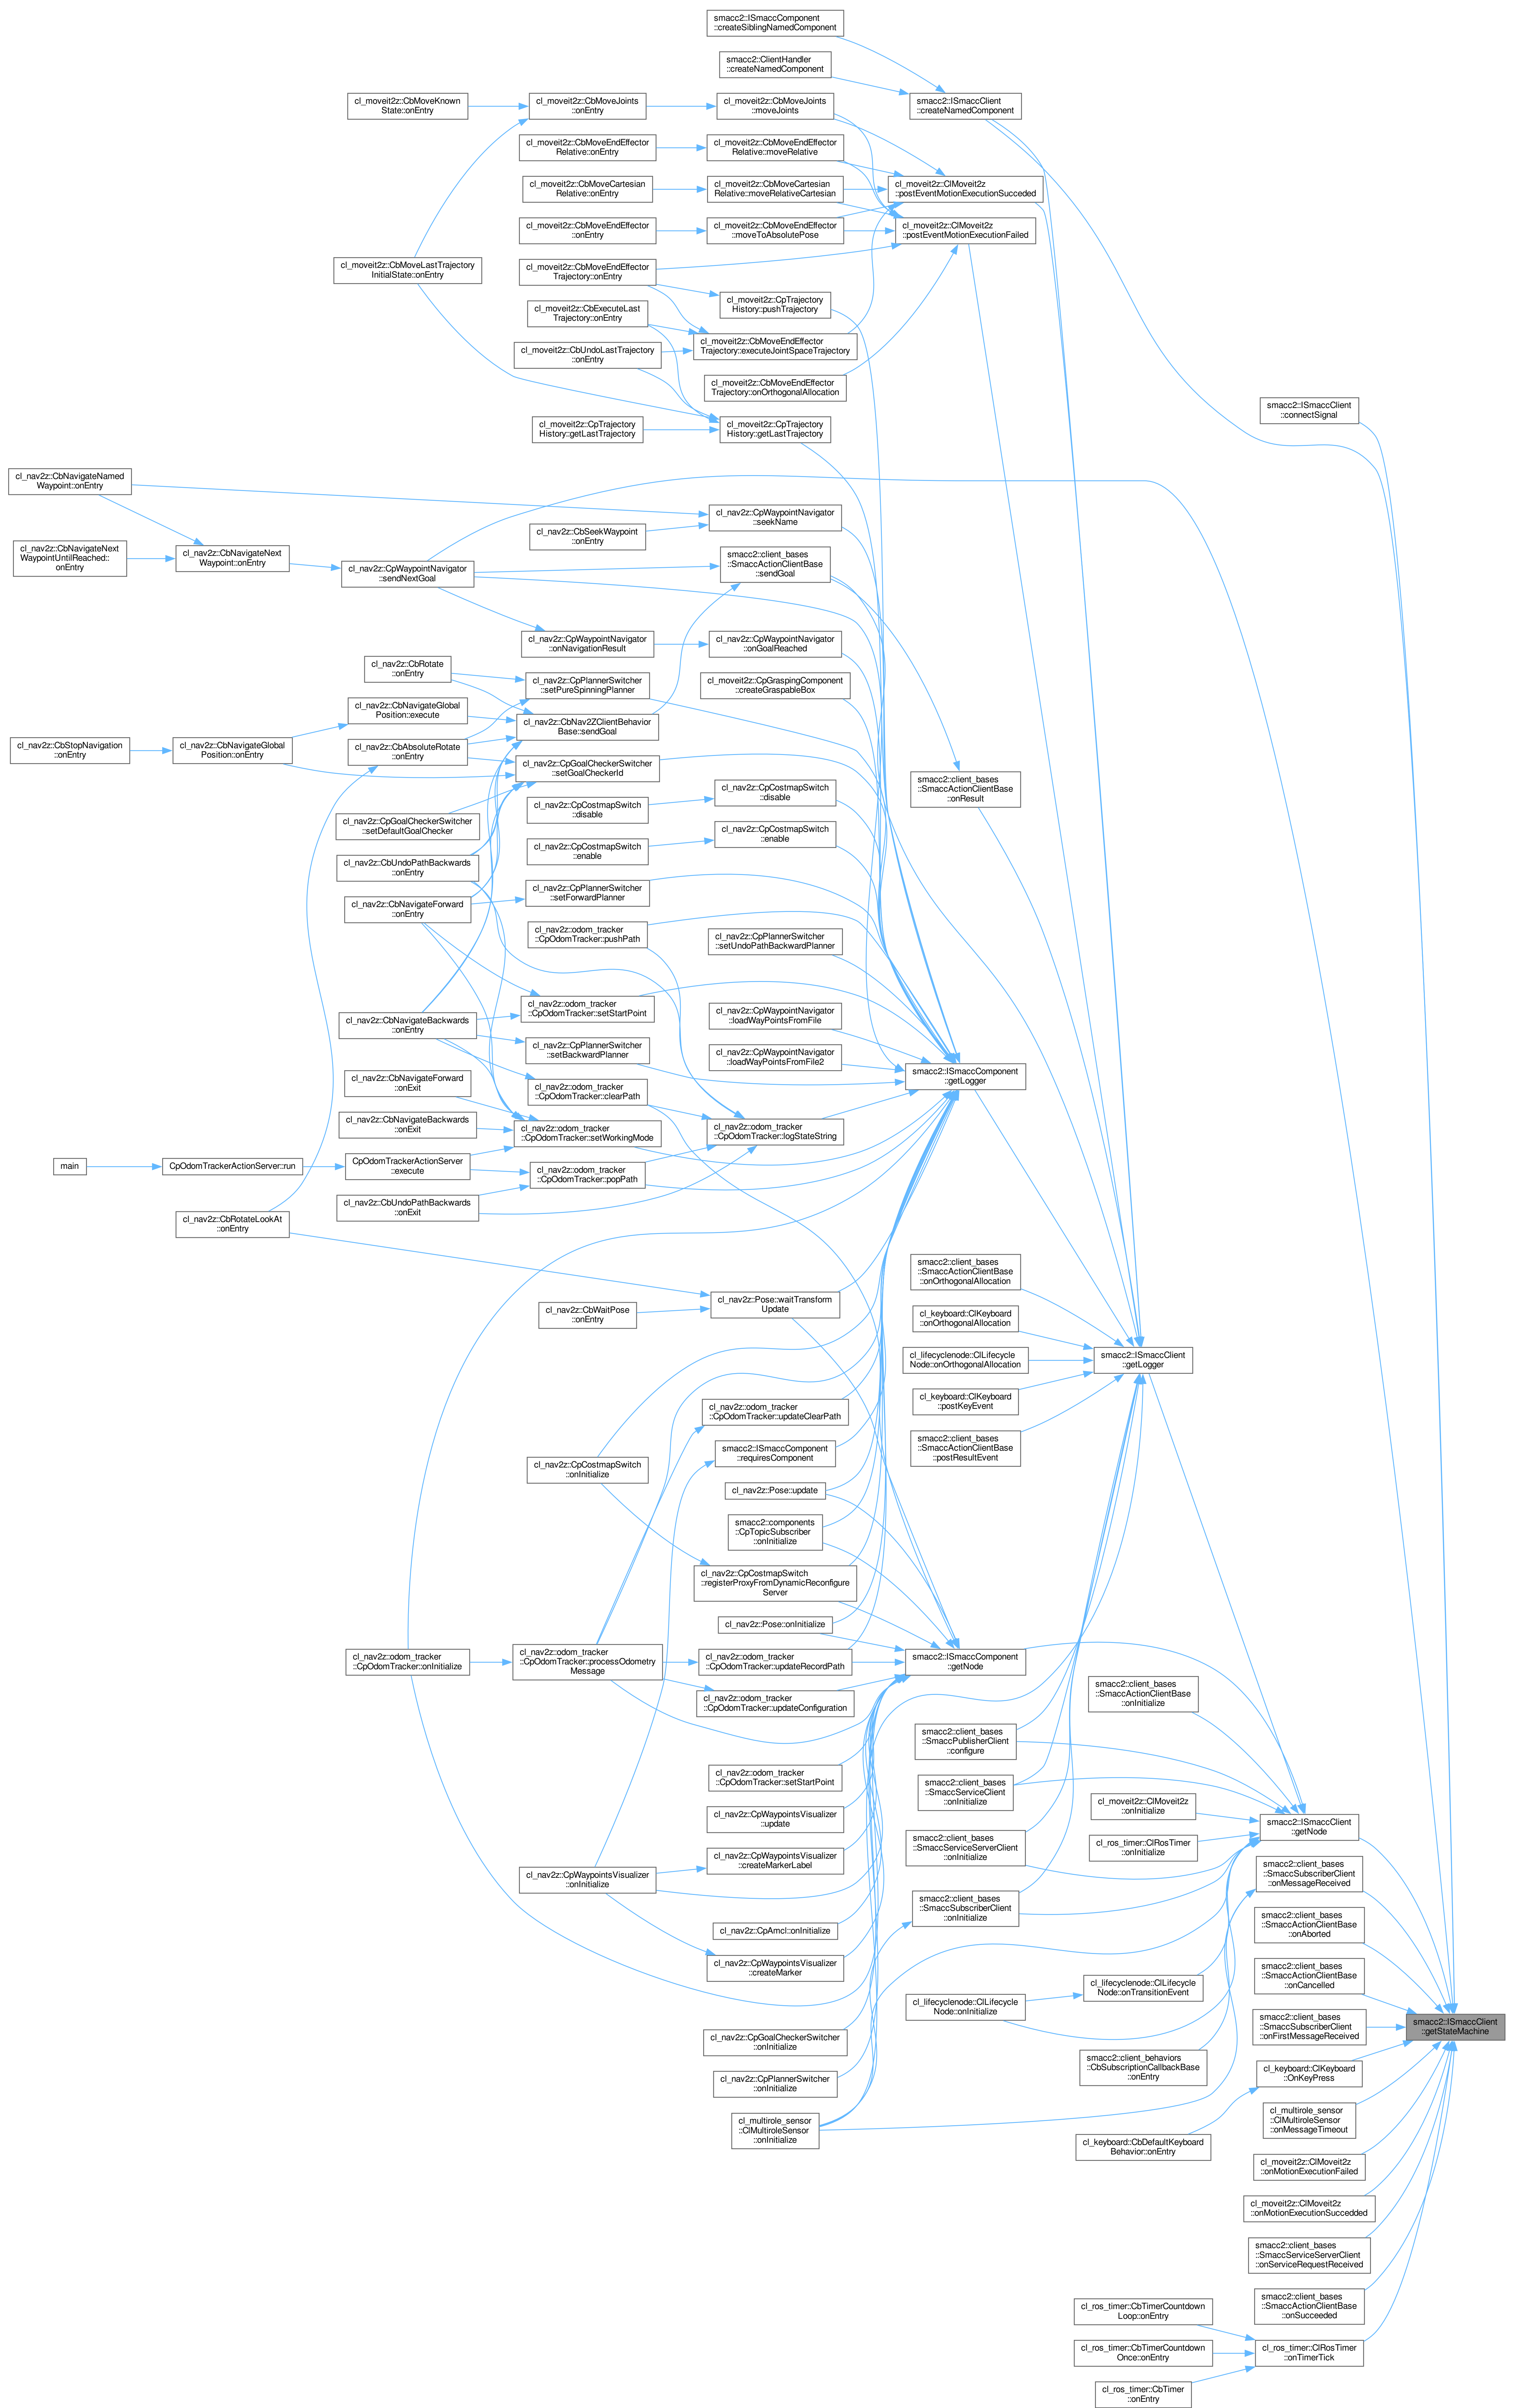 smacc2::ISmaccComponent
::createSiblingNamedComponent
smacc2::ClientHandler
::createNamedComponent
cl_moveit2z::CbMoveKnown
State::onEntry
cl_moveit2z::CbMoveJoints
::onEntry
cl_moveit2z::CbMoveJoints
::moveJoints
smacc2::ISmaccClient
::createNamedComponent
cl_moveit2z::CbMoveEndEffector
Relative::onEntry
cl_moveit2z::CbMoveEndEffector
Relative::moveRelative
cl_moveit2z::CbMoveCartesian
Relative::onEntry
cl_moveit2z::CbMoveCartesian
Relative::moveRelativeCartesian
cl_moveit2z::ClMoveit2z
::postEventMotionExecutionSucceded
cl_moveit2z::CbMoveEndEffector
::onEntry
cl_moveit2z::CbMoveEndEffector
::moveToAbsolutePose
cl_moveit2z::ClMoveit2z
::postEventMotionExecutionFailed
cl_moveit2z::CbMoveLastTrajectory
InitialState::onEntry
cl_moveit2z::CbMoveEndEffector
Trajectory::onEntry
cl_moveit2z::CbExecuteLast
Trajectory::onEntry
cl_moveit2z::CpTrajectory
History::pushTrajectory
cl_moveit2z::CbUndoLastTrajectory
::onEntry
cl_moveit2z::CbMoveEndEffector
Trajectory::executeJointSpaceTrajectory
cl_moveit2z::CbMoveEndEffector
Trajectory::onOrthogonalAllocation
smacc2::ISmaccClient
::connectSignal
cl_moveit2z::CpTrajectory
History::getLastTrajectory
cl_moveit2z::CpTrajectory
History::getLastTrajectory
cl_nav2z::CbNavigateNamed
Waypoint::onEntry
cl_nav2z::CpWaypointNavigator
::seekName
cl_nav2z::CbSeekWaypoint
::onEntry
cl_nav2z::CbNavigateNext
WaypointUntilReached::
onEntry
cl_nav2z::CbNavigateNext
Waypoint::onEntry
cl_nav2z::CpWaypointNavigator
::sendNextGoal
smacc2::client_bases
::SmaccActionClientBase
::sendGoal
cl_nav2z::CpWaypointNavigator
::onNavigationResult
cl_nav2z::CpWaypointNavigator
::onGoalReached
cl_nav2z::CbRotate
::onEntry
cl_nav2z::CpPlannerSwitcher
::setPureSpinningPlanner
cl_moveit2z::CpGraspingComponent
::createGraspableBox
cl_nav2z::CbNavigateGlobal
Position::execute
cl_nav2z::CbNav2ZClientBehavior
Base::sendGoal
cl_nav2z::CbStopNavigation
::onEntry
cl_nav2z::CbNavigateGlobal
Position::onEntry
cl_nav2z::CbAbsoluteRotate
::onEntry
cl_nav2z::CpGoalCheckerSwitcher
::setGoalCheckerId
smacc2::client_bases
::SmaccActionClientBase
::onResult
cl_nav2z::CpGoalCheckerSwitcher
::setDefaultGoalChecker
cl_nav2z::CpCostmapSwitch
::disable
cl_nav2z::CpCostmapSwitch
::disable
cl_nav2z::CpCostmapSwitch
::enable
cl_nav2z::CpCostmapSwitch
::enable
cl_nav2z::CbUndoPathBackwards
::onEntry
cl_nav2z::CbNavigateForward
::onEntry
cl_nav2z::CpPlannerSwitcher
::setForwardPlanner
cl_nav2z::odom_tracker
::CpOdomTracker::pushPath
cl_nav2z::CpPlannerSwitcher
::setUndoPathBackwardPlanner
cl_nav2z::odom_tracker
::CpOdomTracker::setStartPoint
cl_nav2z::CpWaypointNavigator
::loadWayPointsFromFile
cl_nav2z::CbNavigateBackwards
::onEntry
cl_nav2z::CpPlannerSwitcher
::setBackwardPlanner
cl_nav2z::CpWaypointNavigator
::loadWayPointsFromFile2
smacc2::ISmaccComponent
::getLogger
cl_nav2z::CbNavigateForward
::onExit
cl_nav2z::odom_tracker
::CpOdomTracker::clearPath
cl_nav2z::CbNavigateBackwards
::onExit
cl_nav2z::odom_tracker
::CpOdomTracker::setWorkingMode
cl_nav2z::odom_tracker
::CpOdomTracker::logStateString
main
CpOdomTrackerActionServer::run
CpOdomTrackerActionServer
::execute
cl_nav2z::odom_tracker
::CpOdomTracker::popPath
cl_nav2z::CbUndoPathBackwards
::onExit
cl_nav2z::CbRotateLookAt
::onEntry
cl_nav2z::CbWaitPose
::onEntry
cl_nav2z::Pose::waitTransform
Update
smacc2::client_bases
::SmaccActionClientBase
::onOrthogonalAllocation
cl_keyboard::ClKeyboard
::onOrthogonalAllocation
cl_lifecyclenode::ClLifecycle
Node::onOrthogonalAllocation
smacc2::ISmaccClient
::getLogger
cl_keyboard::ClKeyboard
::postKeyEvent
smacc2::client_bases
::SmaccActionClientBase
::postResultEvent
cl_nav2z::odom_tracker
::CpOdomTracker::updateClearPath
cl_nav2z::CpCostmapSwitch
::onInitialize
smacc2::ISmaccComponent
::requiresComponent
cl_nav2z::Pose::update
smacc2::components
::CpTopicSubscriber
::onInitialize
cl_nav2z::CpCostmapSwitch
::registerProxyFromDynamicReconfigure
Server
cl_nav2z::Pose::onInitialize
cl_nav2z::odom_tracker
::CpOdomTracker::onInitialize
cl_nav2z::odom_tracker
::CpOdomTracker::processOdometry
Message
cl_nav2z::odom_tracker
::CpOdomTracker::updateRecordPath
smacc2::ISmaccComponent
::getNode
cl_nav2z::odom_tracker
::CpOdomTracker::updateConfiguration
smacc2::client_bases
::SmaccActionClientBase
::onInitialize
smacc2::client_bases
::SmaccPublisherClient
::configure
cl_nav2z::odom_tracker
::CpOdomTracker::setStartPoint
smacc2::client_bases
::SmaccServiceClient
::onInitialize
cl_moveit2z::ClMoveit2z
::onInitialize
cl_nav2z::CpWaypointsVisualizer
::update
smacc2::ISmaccClient
::getNode
smacc2::client_bases
::SmaccServiceServerClient
::onInitialize
cl_ros_timer::ClRosTimer
::onInitialize
cl_nav2z::CpWaypointsVisualizer
::createMarkerLabel
cl_nav2z::CpWaypointsVisualizer
::onInitialize
smacc2::client_bases
::SmaccSubscriberClient
::onMessageReceived
smacc2::client_bases
::SmaccSubscriberClient
::onInitialize
cl_nav2z::CpAmcl::onInitialize
smacc2::client_bases
::SmaccActionClientBase
::onAborted
cl_nav2z::CpWaypointsVisualizer
::createMarker
smacc2::client_bases
::SmaccActionClientBase
::onCancelled
cl_lifecyclenode::ClLifecycle
Node::onTransitionEvent
cl_lifecyclenode::ClLifecycle
Node::onInitialize
smacc2::client_bases
::SmaccSubscriberClient
::onFirstMessageReceived
smacc2::ISmaccClient
::getStateMachine
cl_nav2z::CpGoalCheckerSwitcher
::onInitialize
smacc2::client_behaviors
::CbSubscriptionCallbackBase
::onEntry
cl_keyboard::ClKeyboard
::OnKeyPress
cl_nav2z::CpPlannerSwitcher
::onInitialize
cl_multirole_sensor
::ClMultiroleSensor
::onInitialize
cl_multirole_sensor
::ClMultiroleSensor
::onMessageTimeout
cl_keyboard::CbDefaultKeyboard
Behavior::onEntry
cl_moveit2z::ClMoveit2z
::onMotionExecutionFailed
cl_moveit2z::ClMoveit2z
::onMotionExecutionSuccedded
smacc2::client_bases
::SmaccServiceServerClient
::onServiceRequestReceived
smacc2::client_bases
::SmaccActionClientBase
::onSucceeded
cl_ros_timer::CbTimerCountdown
Loop::onEntry
cl_ros_timer::CbTimerCountdown
Once::onEntry
cl_ros_timer::ClRosTimer
::onTimerTick
cl_ros_timer::CbTimer
::onEntry